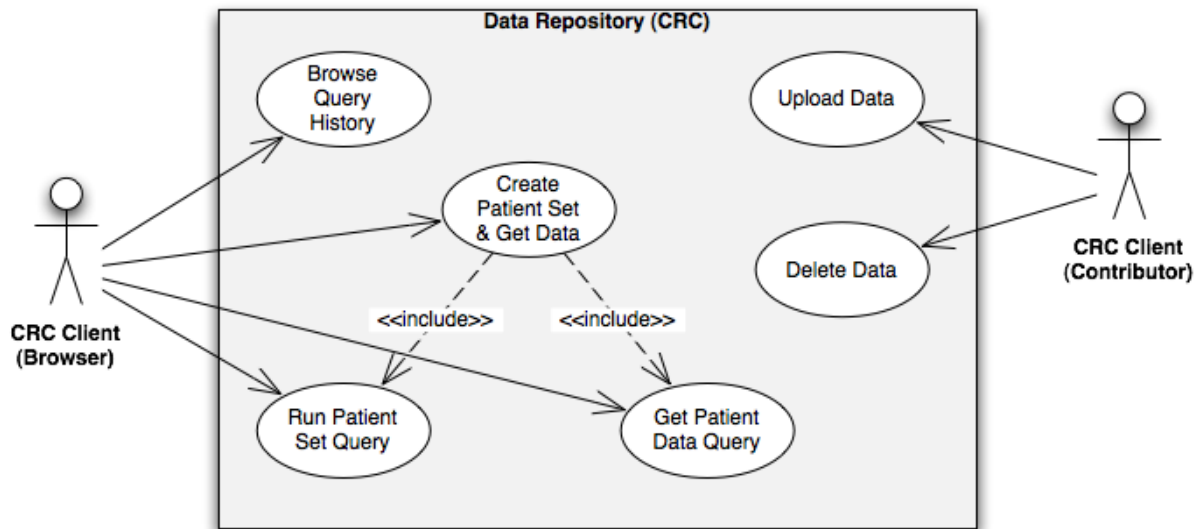 Data Repository (CRC)
Browse
Query
History
Upload Data
Create
Patient Set
& Get Data
Delete Data
CRC Client
(Contributor)
<<include>>
<<include>>
CRC Client
(Browser)
Run Patient
Set Query
Get Patient
Data Query